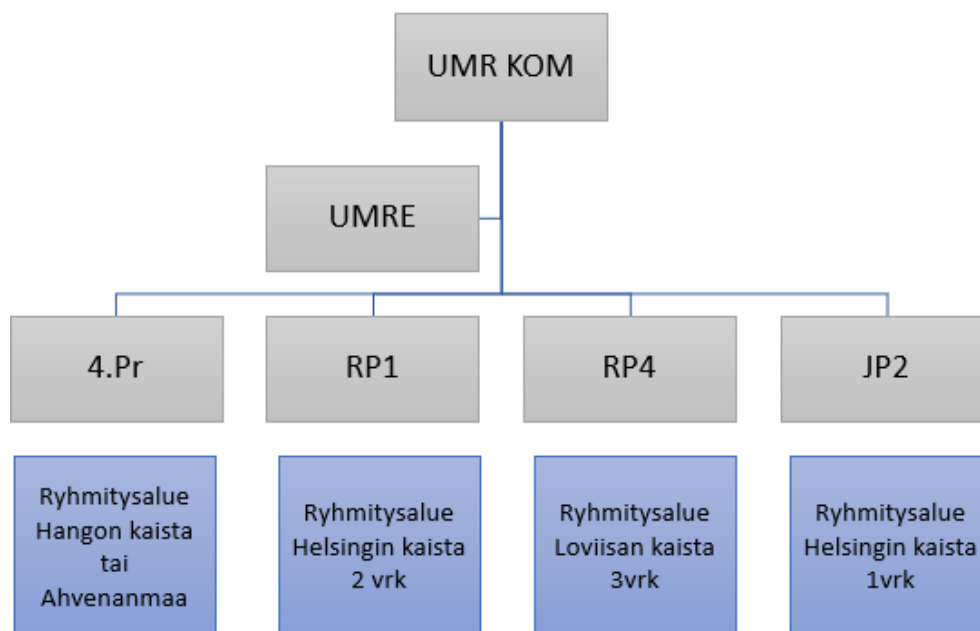 UMR KOM
UMRE
4.Pr
RP1
RP4
JP2
Ryhmitysalue
Hangon kaista
tai
Ahvenanmaa
Ryhmitysalue
Helsingin kaista
2 vrk
Ryhmitysalue
Loviisan kaista
3vrk
Ryhmitysalue
Helsingin kaista
1vrk